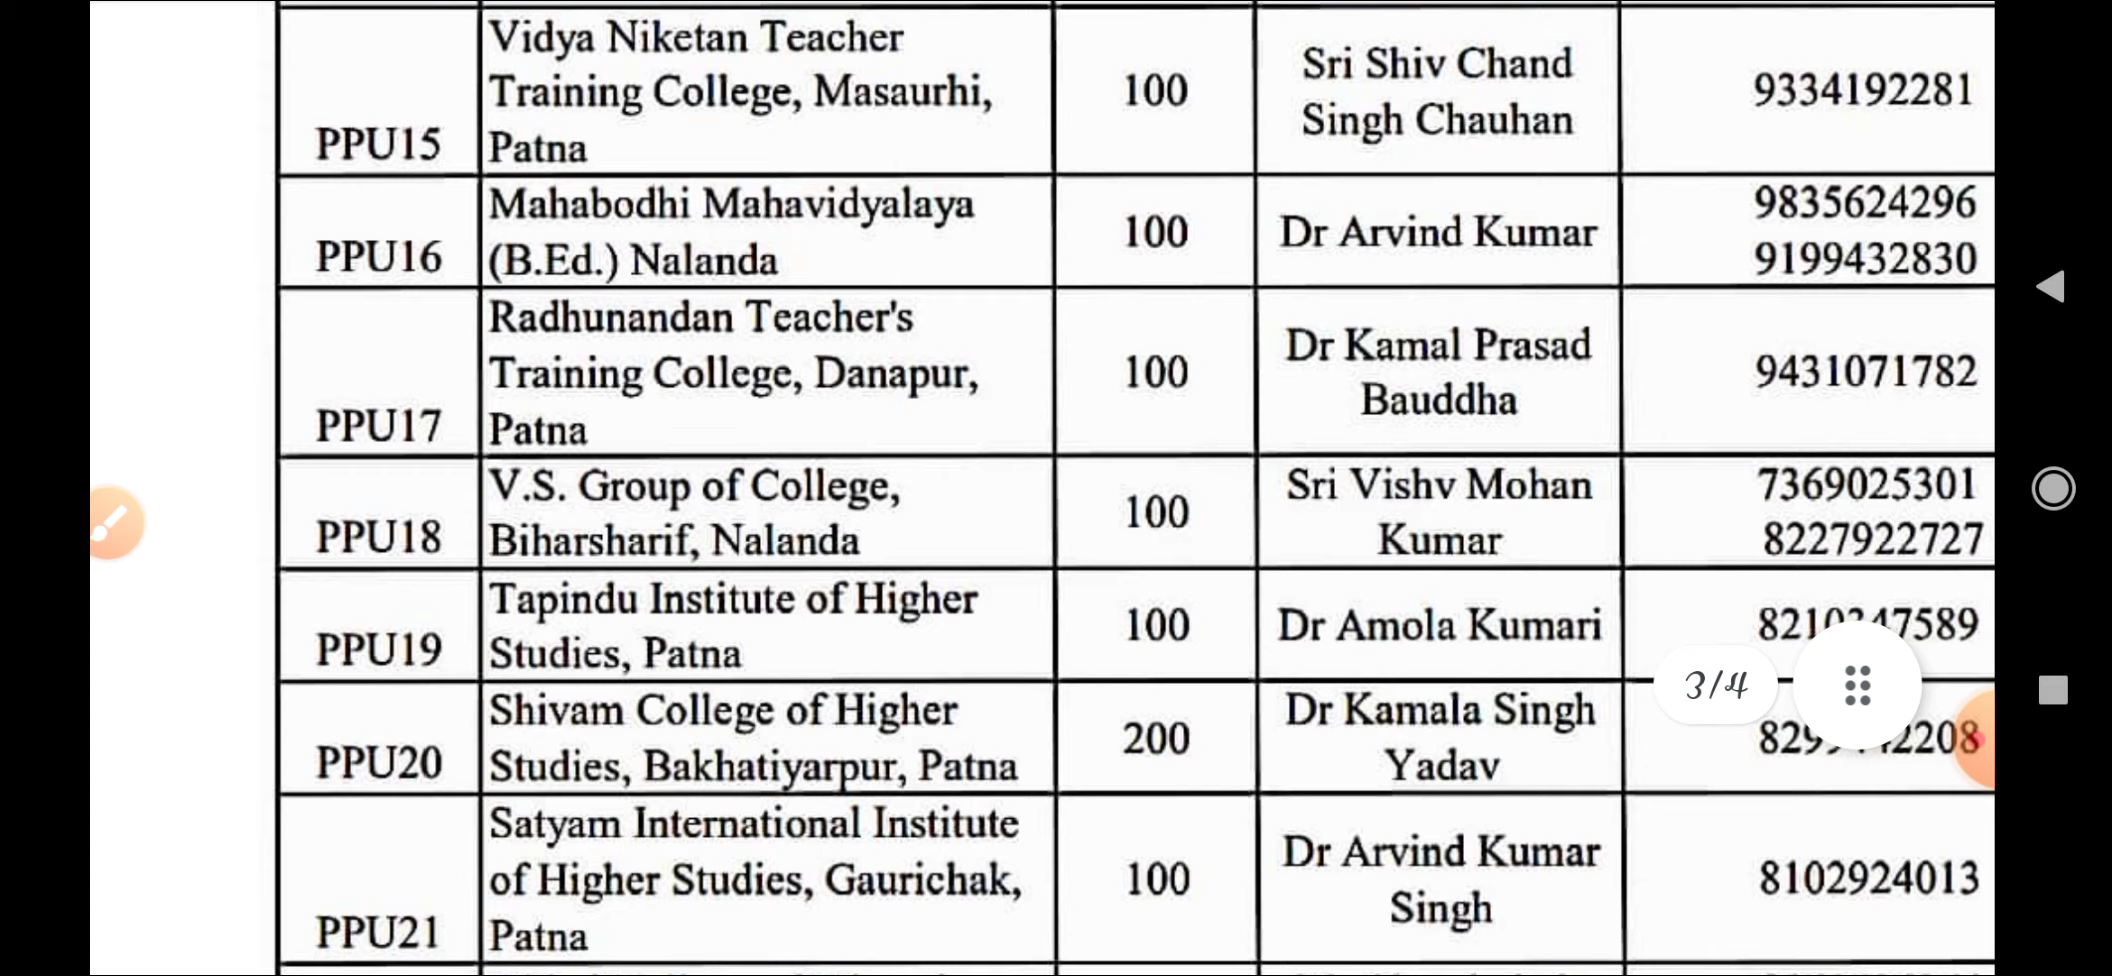 Vidya Niketan Teacher
Training College, Masaurhi,
PPU15 Patna
100
Sri Shiv Chand
Singh Chauhan
9334192281
Mahabodhi Mahavidyalaya
PPU16 (B.Ed.) Nalanda
100
Dr Arvind Kumar
9835624296
9199432830
Radhunandan Teacher's
Training College, Danapur,
PPU17 Patna
100
Dr Kamal Prasad
Bauddha
9431071782
V.S. Group of College,
PPU18 Biharsharif, Nalanda
100
Sri Vishv Mohan
Kumar
7369025301
8227922727
Tapindu Institute of Higher
PPU19 Studies, Patna
100
Dr Amola Kumari
Shivam College of Higher
PPU20 Studies, Bakhatiyarpur, Patna
200
Dr Kamala Singh
Yadav
3/4
Satyam International Institute
of Higher Studies, Gaurichak,
PPU21 Patna
100
Dr Arvind Kumar
Singh
8102924013